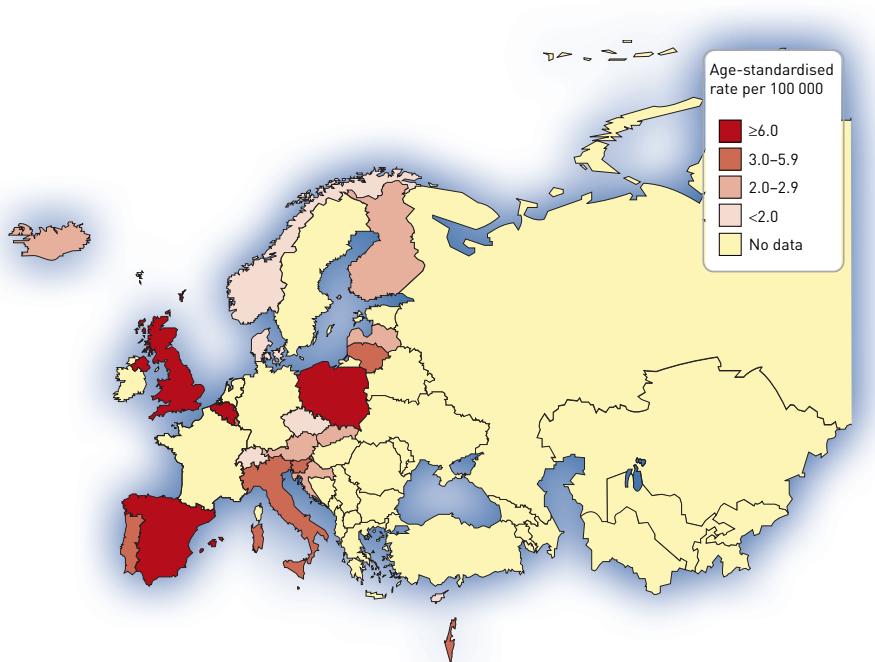 Age-standardised
rate per 100 000
≥6.0
3.0–5.9
2.0–2.9
<2.0
No data